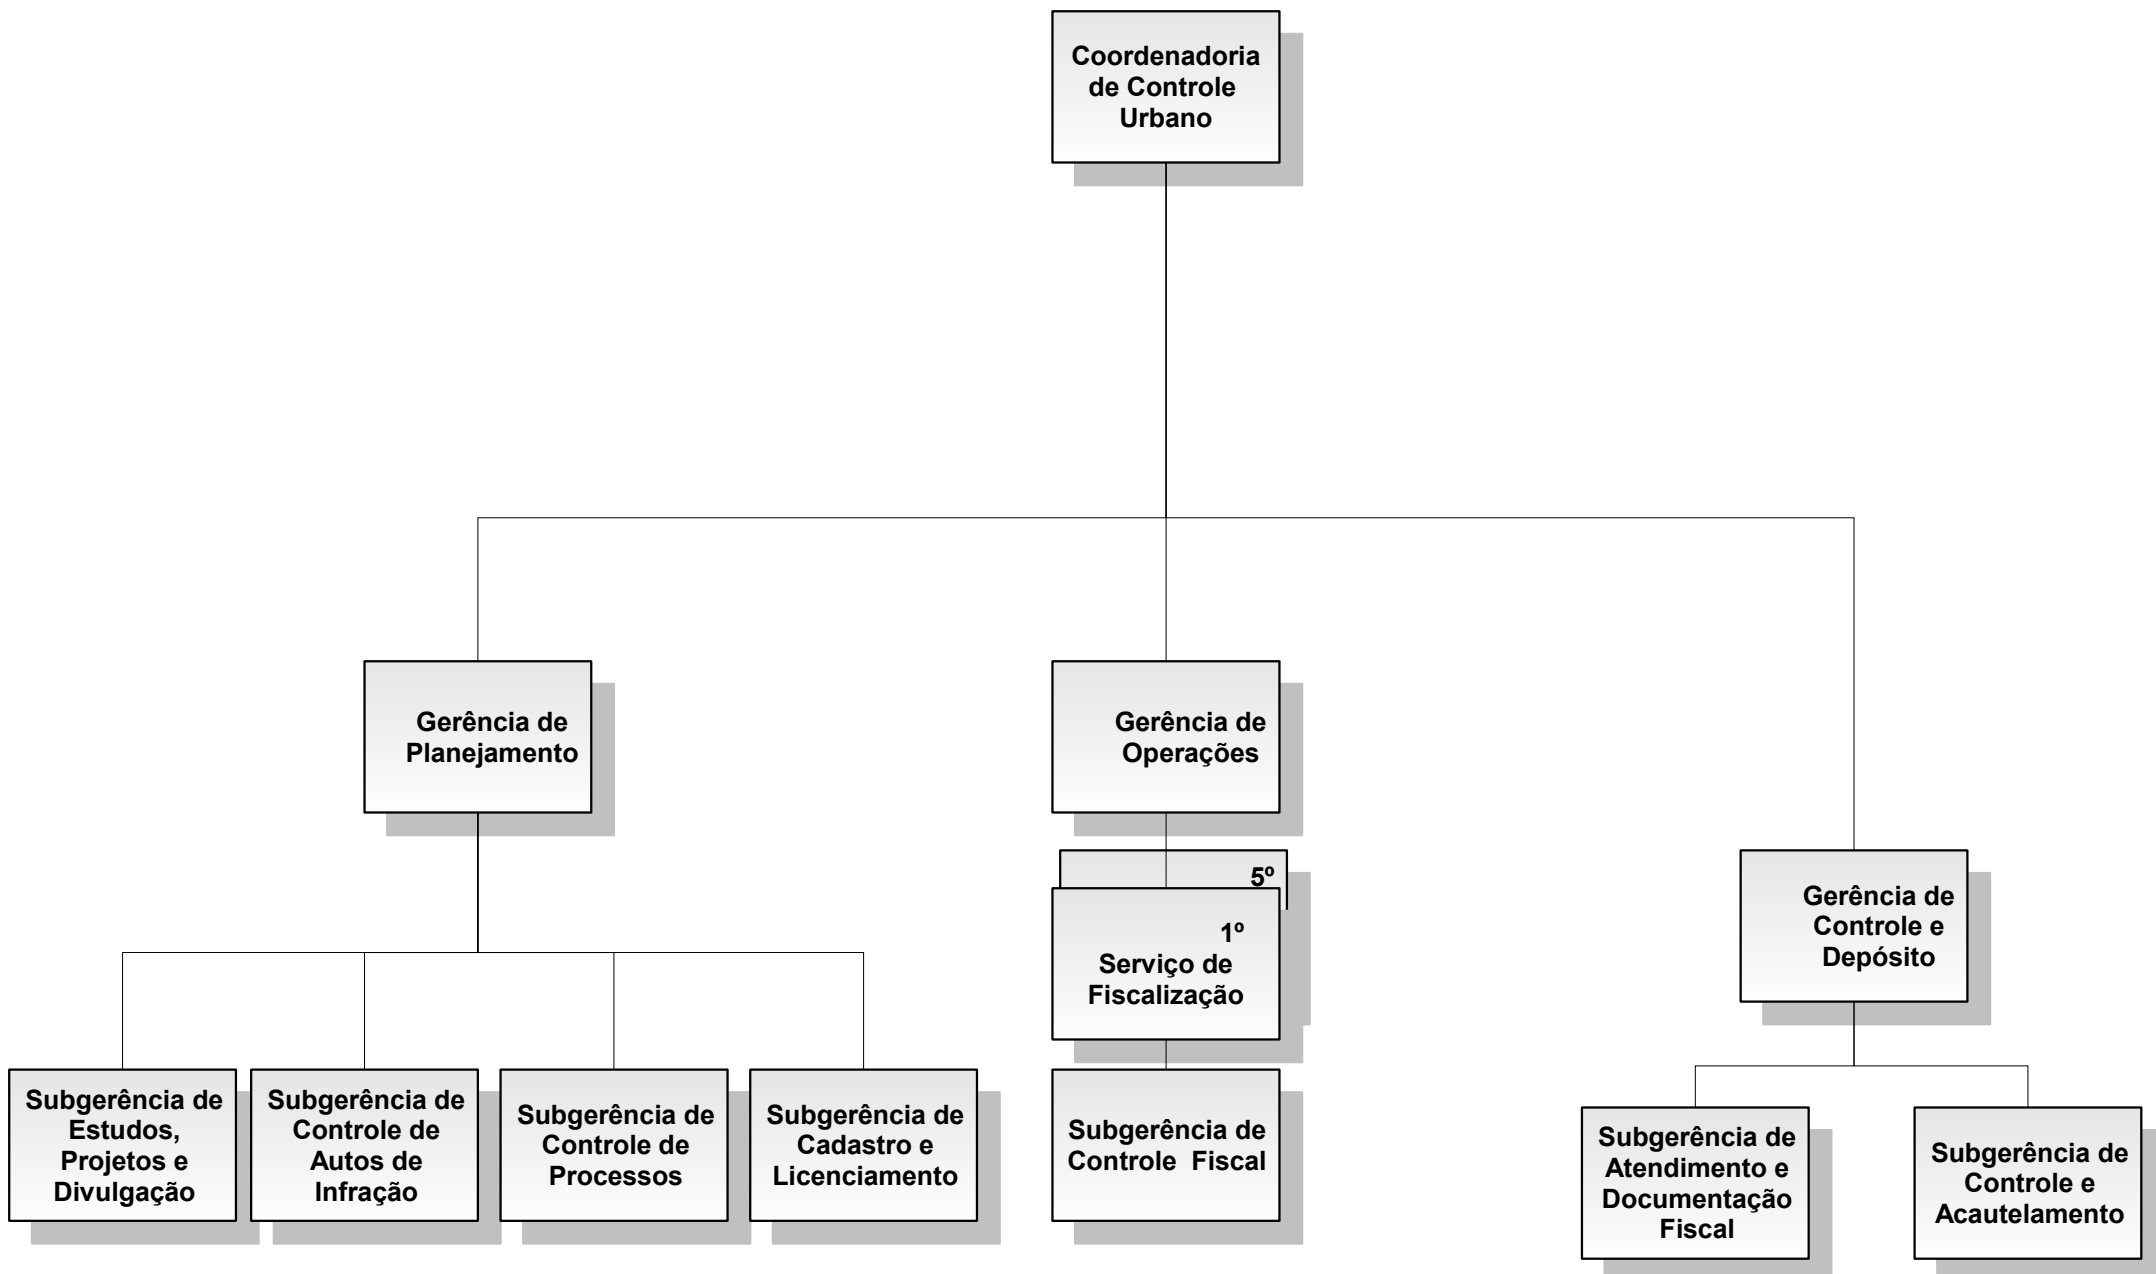 Coordenadoria
de Controle
Urbano
Gerência de
Planejamento
Gerência de
Operações
5º
1º
Serviço de
Fiscalização
Gerência de
Controle e
Depósito
Subgerência de
Estudos,
Projetos e
Divulgação
Subgerência de
Controle de
Autos de
Infração
Subgerência de
Controle de
Processos
Subgerência de
Cadastro e
Licenciamento
Subgerência de
Controle  Fiscal
Subgerência de
Atendimento e
Documentação
Fiscal
Subgerência de
Controle e
Acautelamento